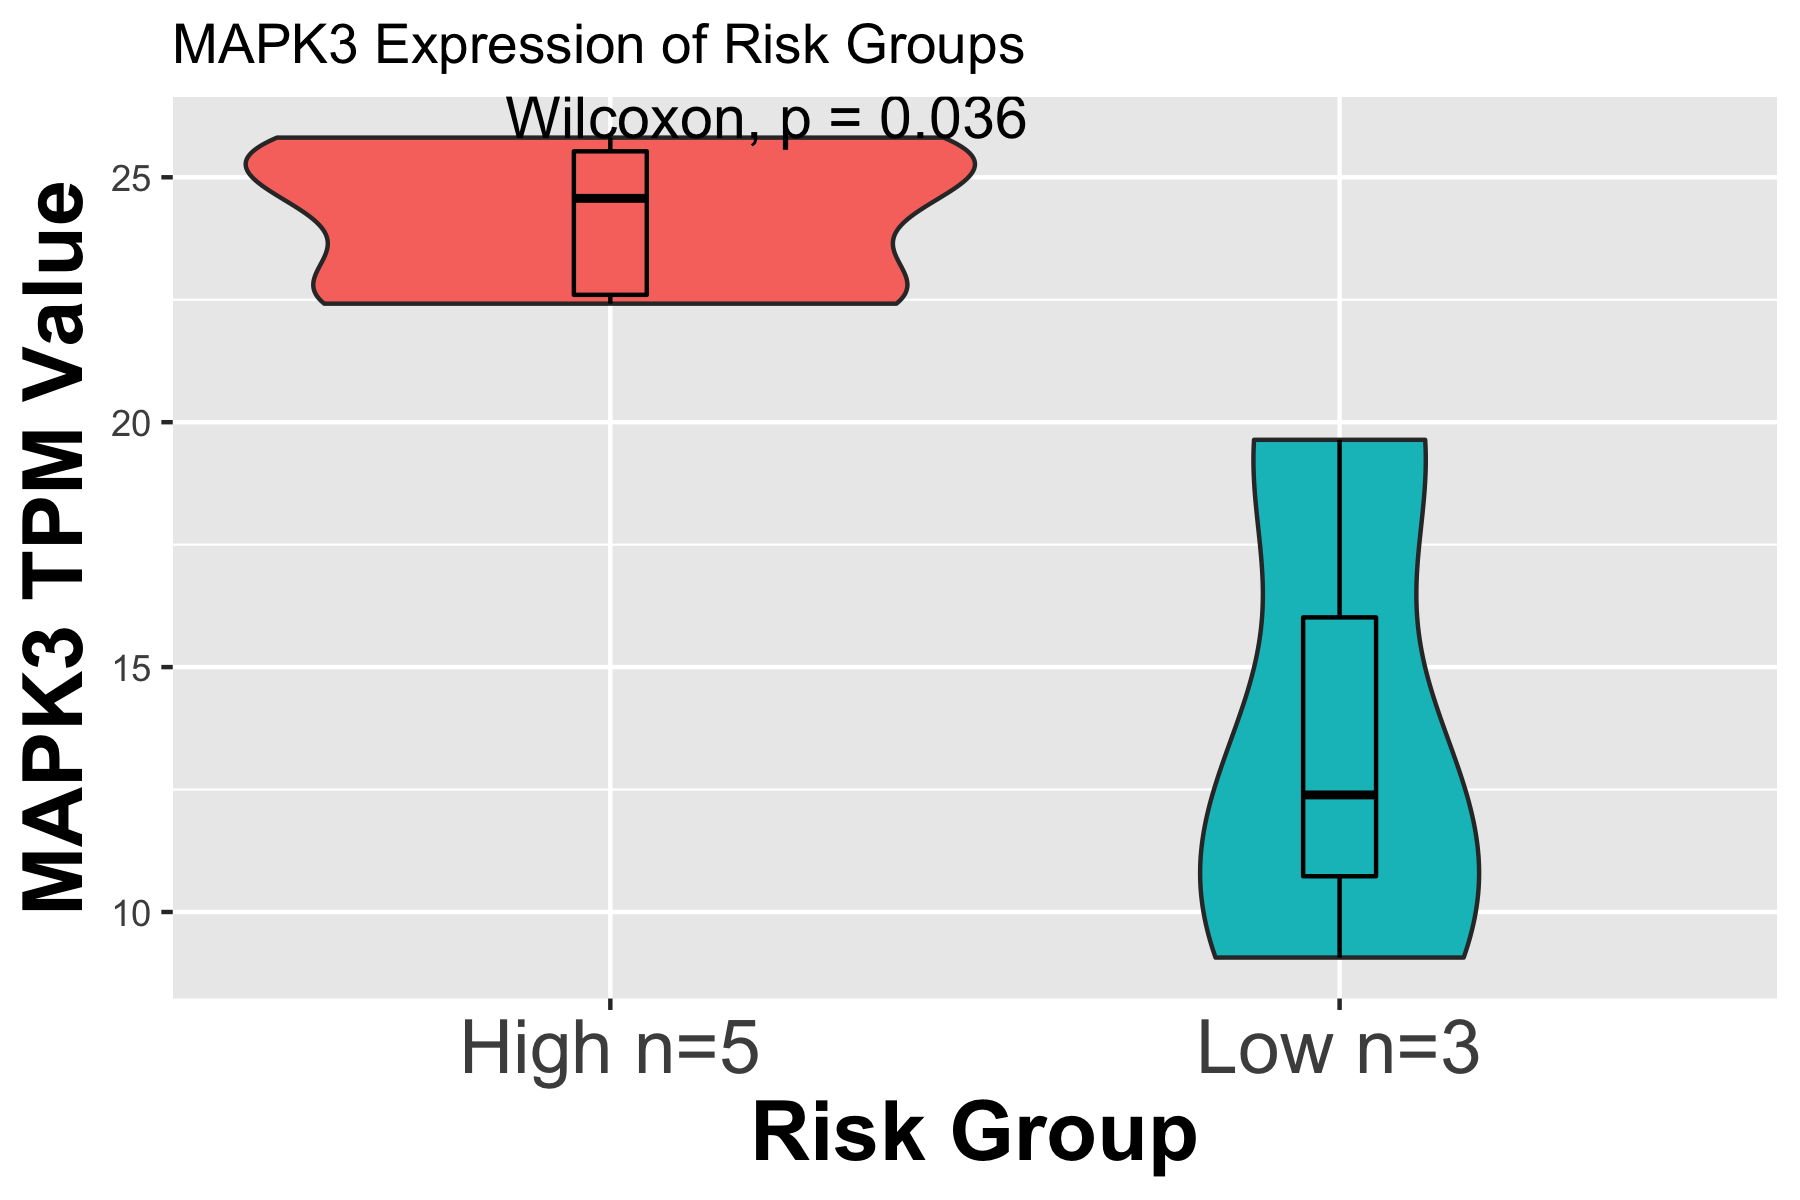 MAPK3 Expression of Risk Groups
Wilcoxon, p = 0.036
MAPK3 TPM Value
25
20
15
10
High n=5
Low n=3
Risk Group